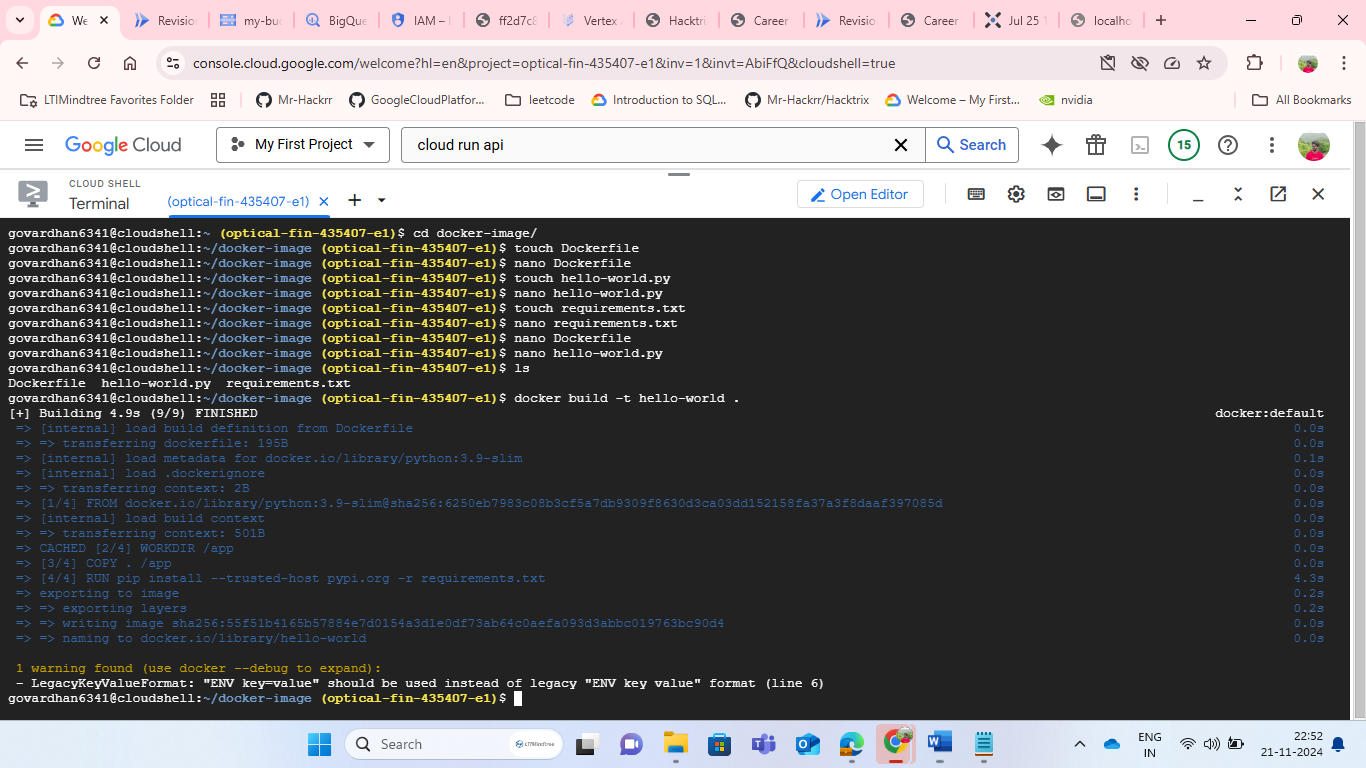 We
Revision
my-buc
BigQue
IAM – I
ff2d7c8
Vertex
Hacktri
Career
Revision
Career
Jul 25 1
localho
console.cloud.google.com/welcome?hl=en&project=optical-fin-435407-e1&inv=1&invt=AbiFfQ&cloudshell=true
LTIMindtree Favorites Folder
Mr-Hackrr
GoogleCloudPlatfor...
leetcode
Introduction to SQL...
Mr-Hackrr/Hacktrix
Welcome – My First...
nvidia
All Bookmarks
Google Cloud
My First Project
cloud run api
Search
15
CLOUD SHELL
Terminal
(optical-fin-435407-e1)
Open Editor
govardhan6341@cloudshell:~ (optical-fin-435407-e1)$ cd docker-image/
govardhan6341@cloudshell:~/docker-image (optical-fin-435407-e1)$ touch Dockerfile
govardhan6341@cloudshell:~/docker-image (optical-fin-435407-e1)$ nano Dockerfile
govardhan6341@cloudshell:~/docker-image (optical-fin-435407-e1)$ touch hello-world.py
govardhan6341@cloudshell:~/docker-image (optical-fin-435407-e1)$ nano hello-world.py
govardhan6341@cloudshell:~/docker-image (optical-fin-435407-e1)$ touch requirements.txt
govardhan6341@cloudshell:~/docker-image (optical-fin-435407-e1)$ nano requirements.txt
govardhan6341@cloudshell:~/docker-image (optical-fin-435407-e1)$ nano Dockerfile
govardhan6341@cloudshell:~/docker-image (optical-fin-435407-e1)$ nano hello-world.py
govardhan6341@cloudshell:~/docker-image (optical-fin-435407-e1)$ ls
Dockerfile  hello-world.py  requirements.txt
govardhan6341@cloudshell:~/docker-image (optical-fin-435407-e1)$ docker build -t hello-world .
[+] Building 4.9s (9/9) FINISHED docker:default
=> [internal] load build definition from Dockerfile 0.0s
=> => transferring dockerfile: 195B 0.0s
=> [internal] load metadata for docker.io/library/python:3.9-slim 0.1s
=> [internal] load .dockerignore 0.0s
=> => transferring context: 2B 0.0s
=> [1/4] FROM docker.io/library/python:3.9-slim@sha256:6250eb7983c08b3cf5a7db9309f8630d3ca03dd152158fa37a3f8daaf397085d 0.0s
=> [internal] load build context 0.0s
=> => transferring context: 501B 0.0s
=> CACHED [2/4] WORKDIR /app 0.0s
=> [3/4] COPY . /app 0.0s
=> [4/4] RUN pip install --trusted-host pypi.org -r requirements.txt 4.3s
=> exporting to image 0.2s
=> => exporting layers 0.2s
=> => writing image sha256:55f51b4165b57884e7d0154a3d1e0df73ab64c0aefa093d3abbc019763bc90d4 0.0s
=> => naming to docker.io/library/hello-world 0.0s
1 warning found (use docker --debug to expand):
- LegacyKeyValueFormat: "ENV key=value" should be used instead of legacy "ENV key value" format (line 6)
govardhan6341@cloudshell:~/docker-image (optical-fin-435407-e1)$
Search
LTIMindtree
ENG
IN
22:52
21-11-2024